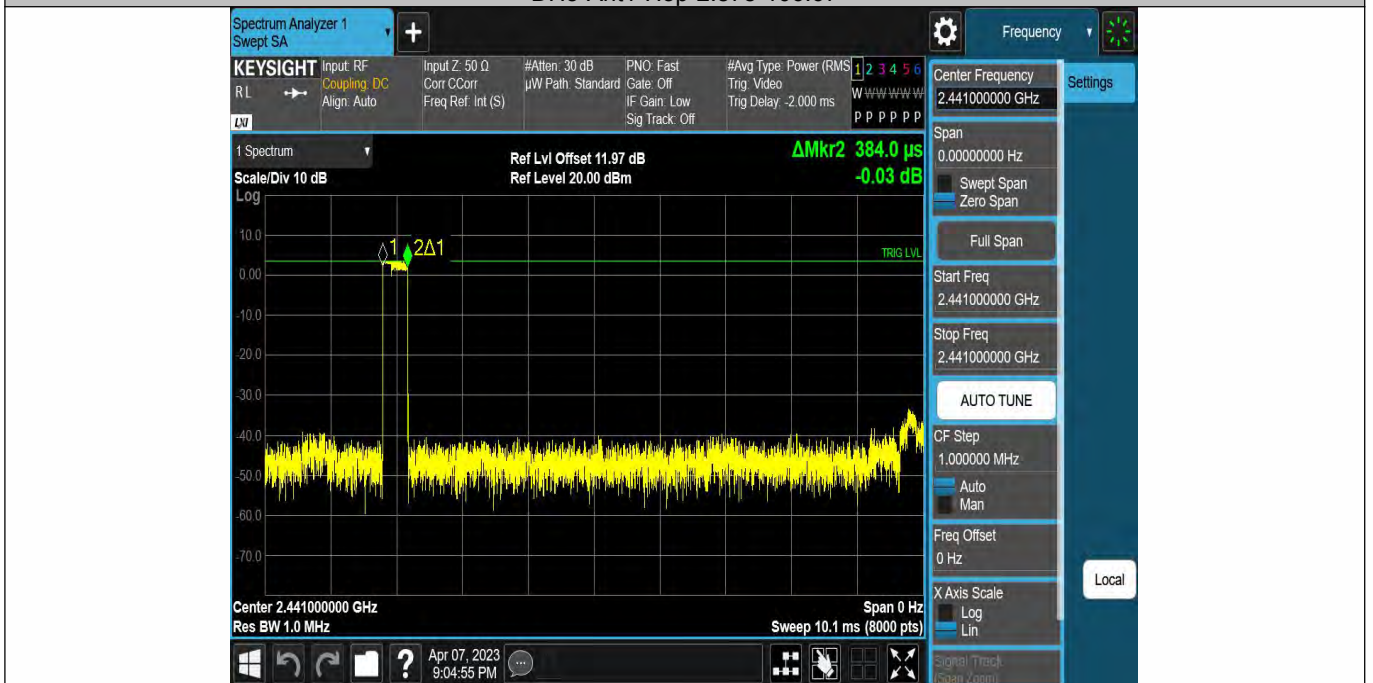 Spectrum Analyzer 1
Swept SA
Frequency
KEYSIGHT
Input: RF
Input Z: 50 Ω
#Atten: 30 dB
PNO: Fast
#Avg Type: Power (RMS
1 2 3 4 5 6
R L
Coupling: DC
Corr CCorr
µW Path: Standard
Gate: Off
Trig: Video
W W W W W W
Align: Auto
Freq Ref: Int (S)
IF Gain: Low
Trig Delay: -2.000 ms
Sig Track: Off
P P P P P P
LXI
1 Spectrum
Ref Lvl Offset 11.97 dB
ΔMkr2 384.0 µs
Scale/Div 10 dB
Ref Level 20.00 dBm
-0.03 dB
Log
10.0
0.00
-10.0
-20.0
-30.0
-40.0
-50.0
-60.0
-70.0
1
2Δ1
TRIG LVL
Center 2.441000000 GHz
Span 0 Hz
Res BW 1.0 MHz
Sweep 10.1 ms (8000 pts)
Center Frequency
2.441000000 GHz
Settings
Span
0.00000000 Hz
Swept Span
Zero Span
Full Span
Start Freq
2.441000000 GHz
Stop Freq
2.441000000 GHz
AUTO TUNE
CF Step
1.000000 MHz
Auto
Man
Freq Offset
0 Hz
X Axis Scale
Log
Lin
Signal Track
(Span Zoom)
Local
?
Apr 07, 2023
9:04:55 PM